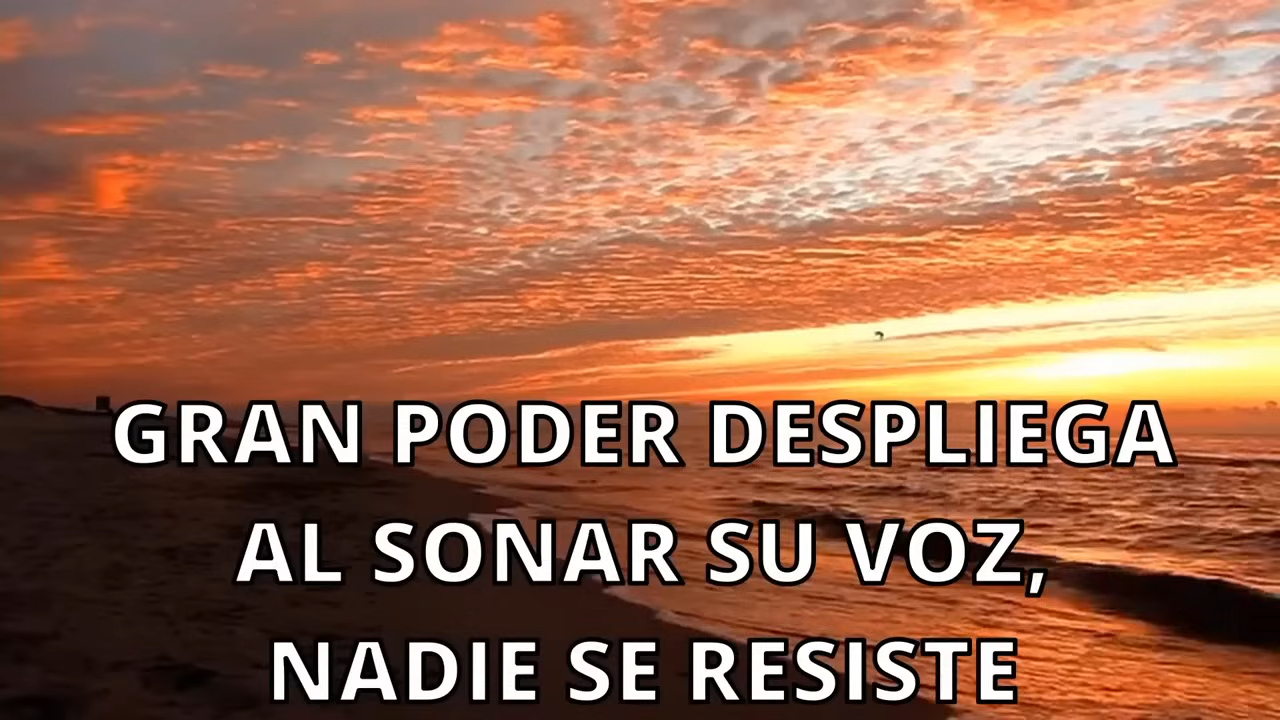 GRAN PODER DESPLIEGA
AL SONAR SU VOZ,
NADIE SE RESISTE